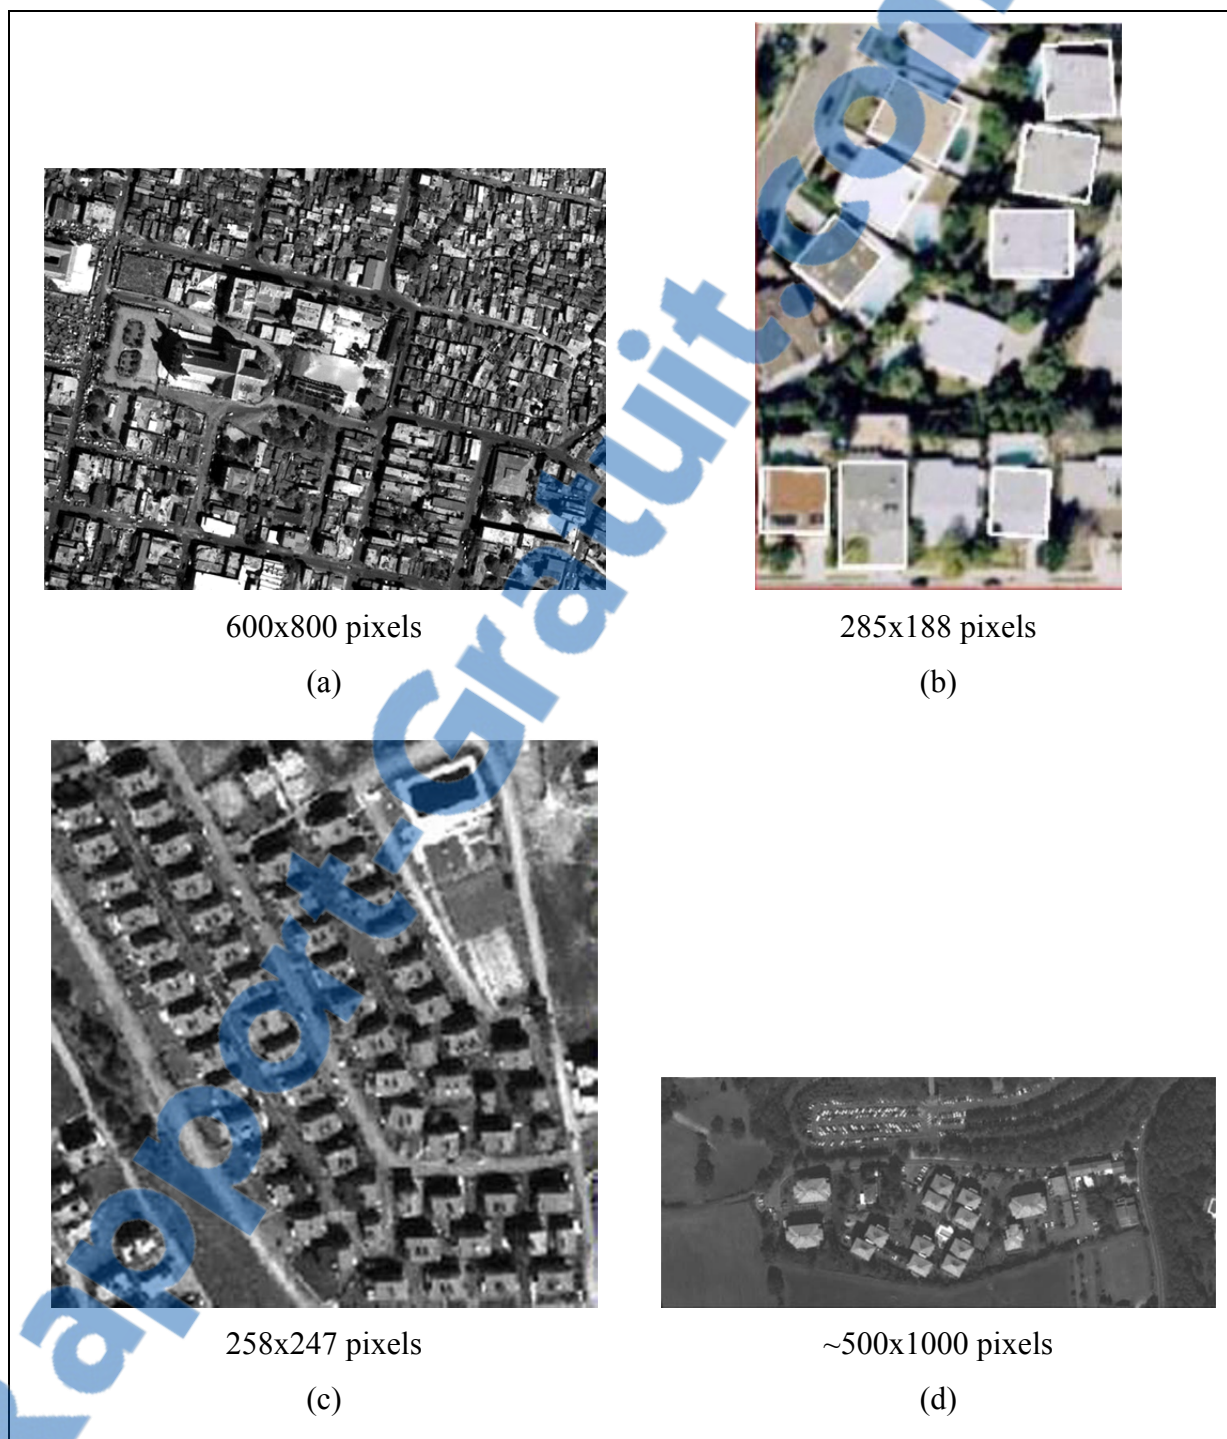 600x800 pixels
285x188 pixels
(a)
(b)
258x247 pixels
~500x1000 pixels
(c)
(d)
Rapport-Gratuit.com